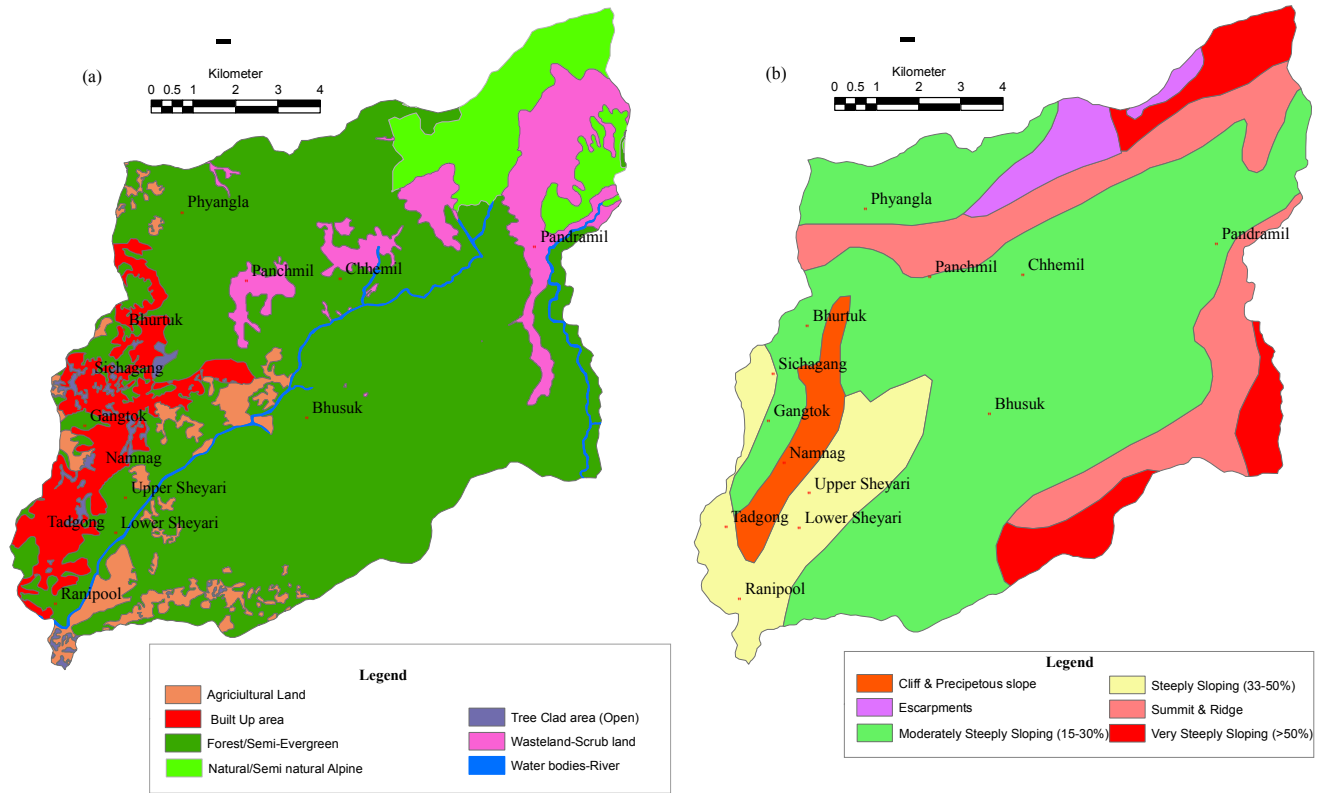 (a)
Kilometer
0 0.5 1 2 3 4
Phyangla
Pandramil
Panchmil
Chhemil
Bhurtuk
Sichagang
Gangtok
Bhusuk
Namnag
Upper Sheyari
Tadgong
Lower Sheyari
Ranipool
Legend
Agricultural Land
Built Up area
Forest/Semi-Evergreen
Natural/Semi natural Alpine
Tree Clad area (Open)
Wasteland-Scrub land
Water bodies-River
(b)
Kilometer
0 0.5 1 2 3 4
Phyangla
Pandramil
Panchmil
Chhemil
Bhurtuk
Sichagang
Gangtok
Bhusuk
Namnag
Upper Sheyari
Tadgong
Lower Sheyari
Ranipool
Legend
Cliff & Precipetous slope
Escarpments
Moderately Steeply Sloping (15-30%)
Steeply Sloping (33-50%)
Summit & Ridge
Very Steeply Sloping (>50%)